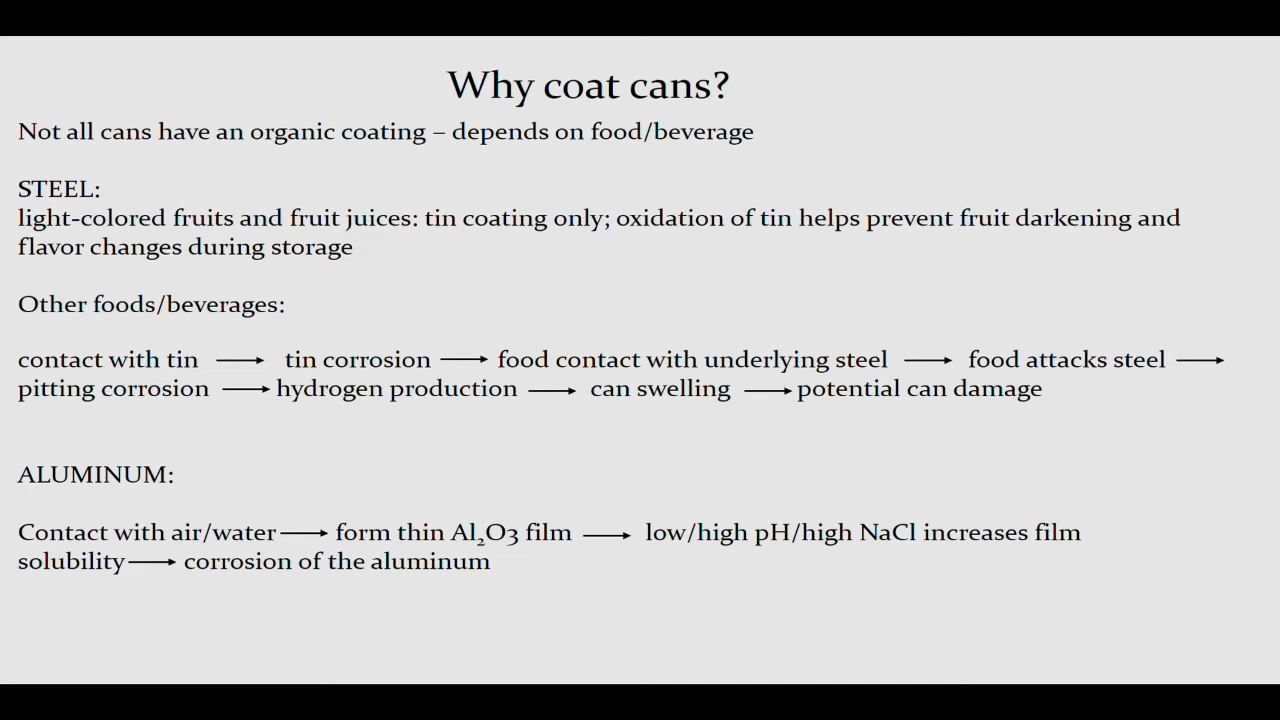 Why coat cans?
Not all cans have an organic coating – depends on food/beverage
STEEL:
light-colored fruits and fruit juices: tin coating only; oxidation of tin helps prevent fruit darkening and
flavor changes during storage
Other foods/beverages:
contact with tin ⟶ tin corrosion ⟶ food contact with underlying steel ⟶ food attacks steel ⟶
pitting corrosion ⟶ hydrogen production ⟶ can swelling ⟶ potential can damage
ALUMINUM:
Contact with air/water ⟶ form thin Al₂O3 film ⟶ low/high pH/high NaCl increases film
solubility ⟶ corrosion of the aluminum